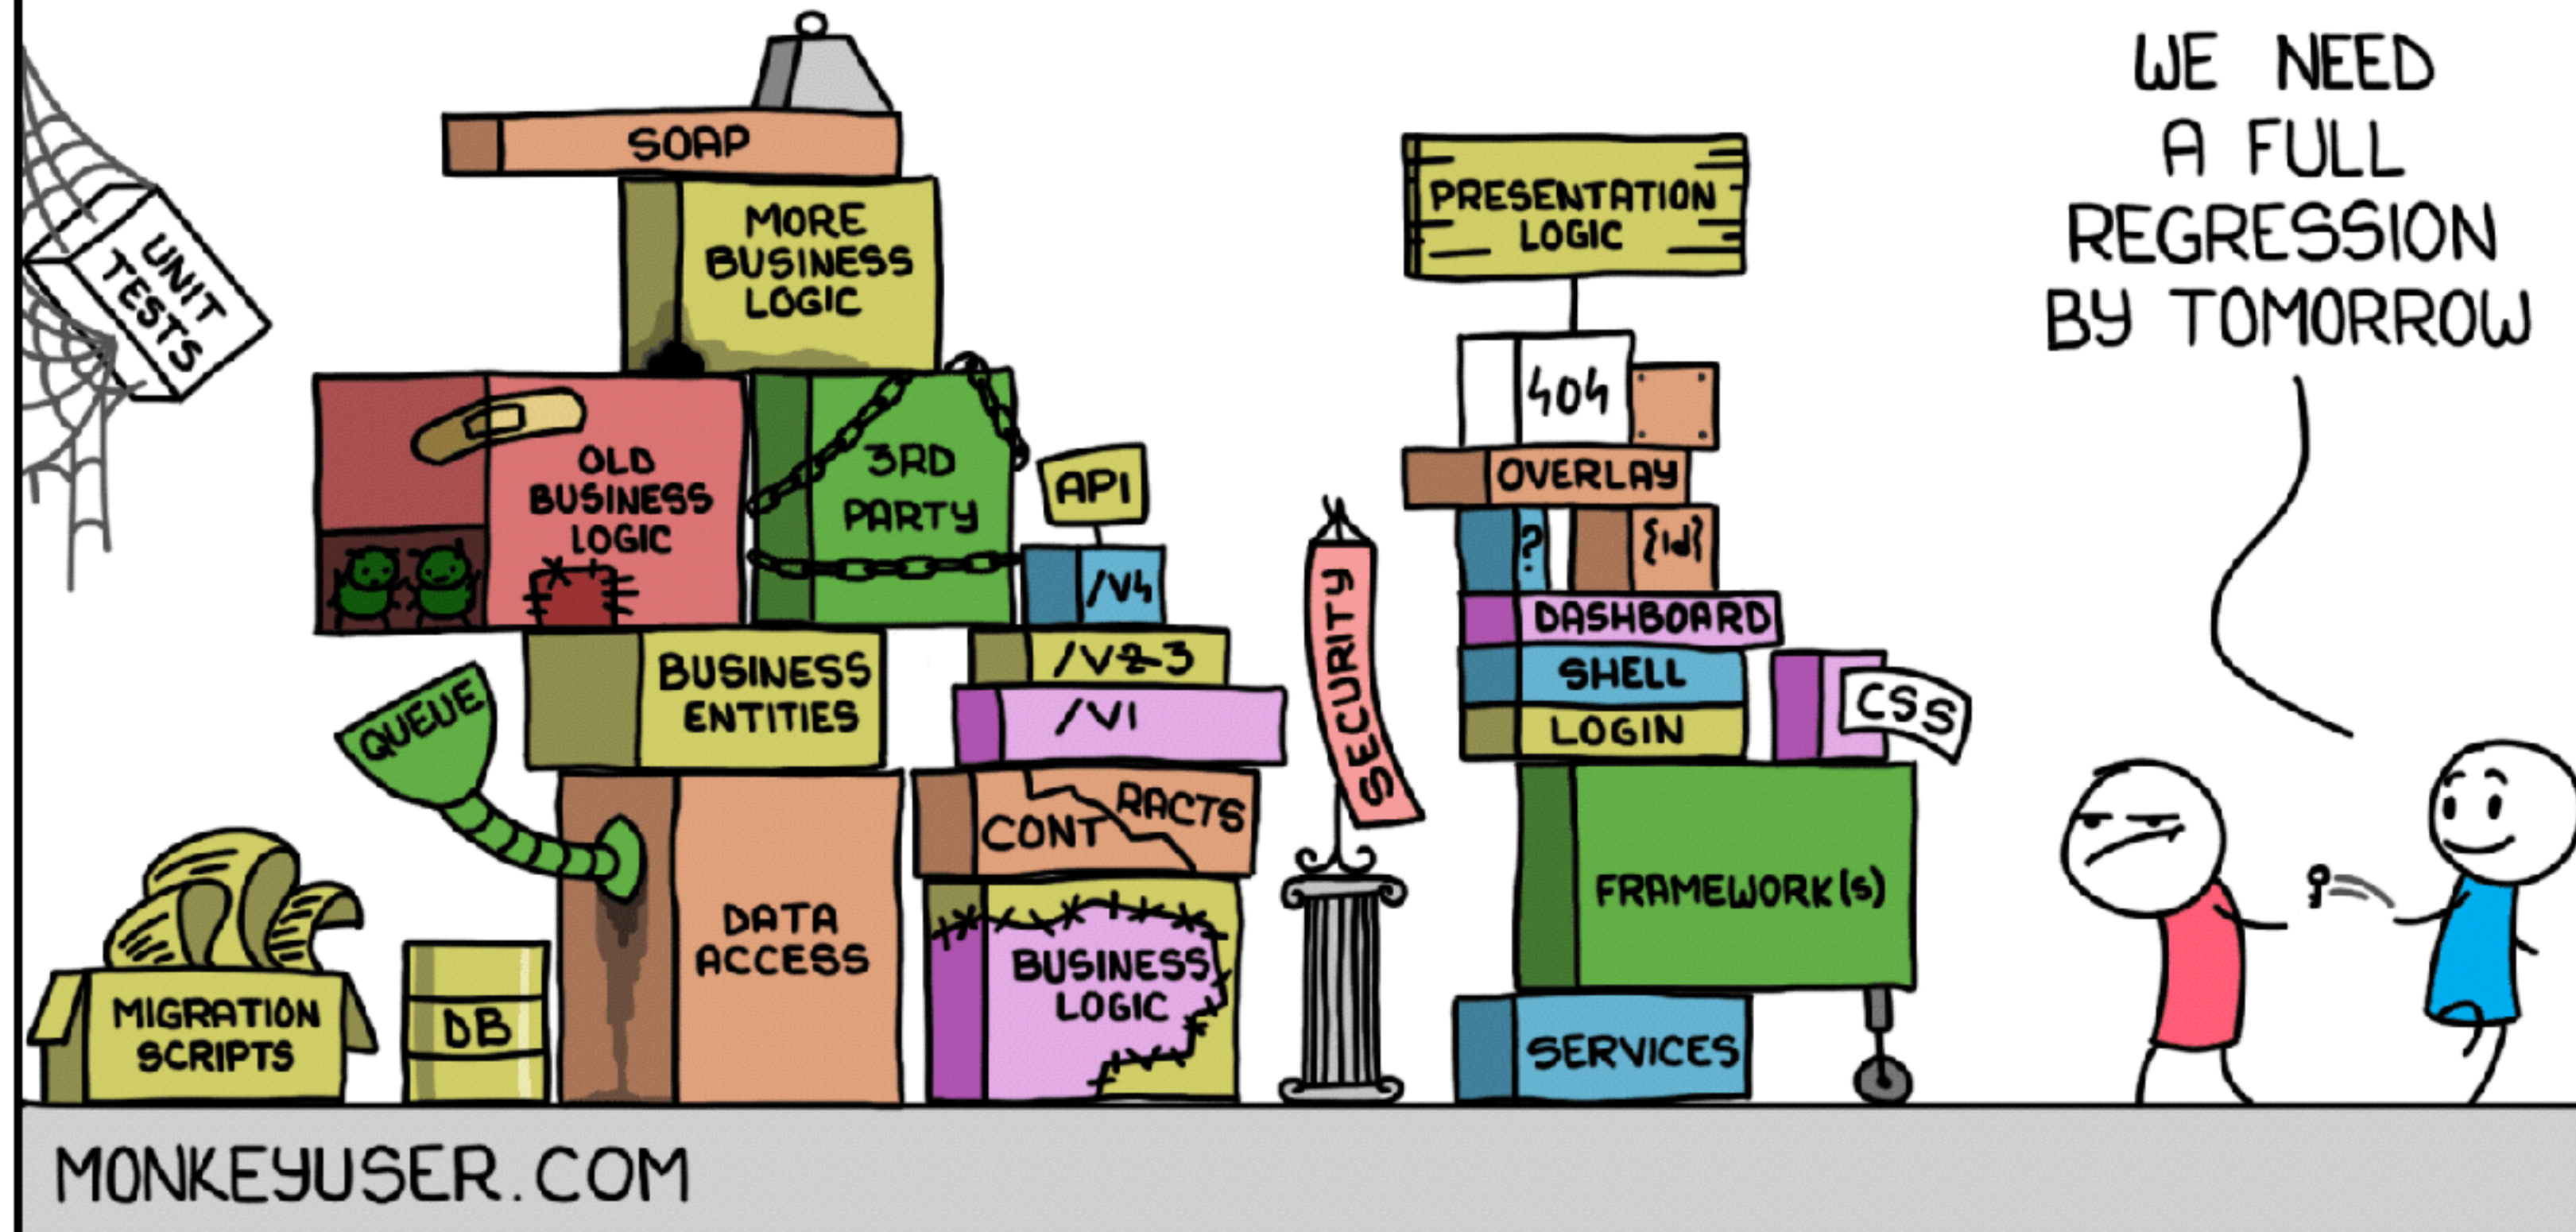 WE NEED
A FULL
REGRESSION
BY TOMORROW
UNIT
TESTS
SOAP
MORE
BUSINESS
LOGIC
OLD
BUSINESS
LOGIC
3RD
PARTY
API
/V4
/V2-3
/V1
BUSINESS
ENTITIES
QUEUE
CONTRACTS
DATA
ACCESS
BUSINESS
LOGIC
MIGRATION
SCRIPTS
DB
SECURITY
PRESENTATION
LOGIC
404
OVERLAY
?
{id}
DASHBOARD
SHELL
LOGIN
CSS
FRAMEWORK(s)
SERVICES
MONKEYUSER.COM